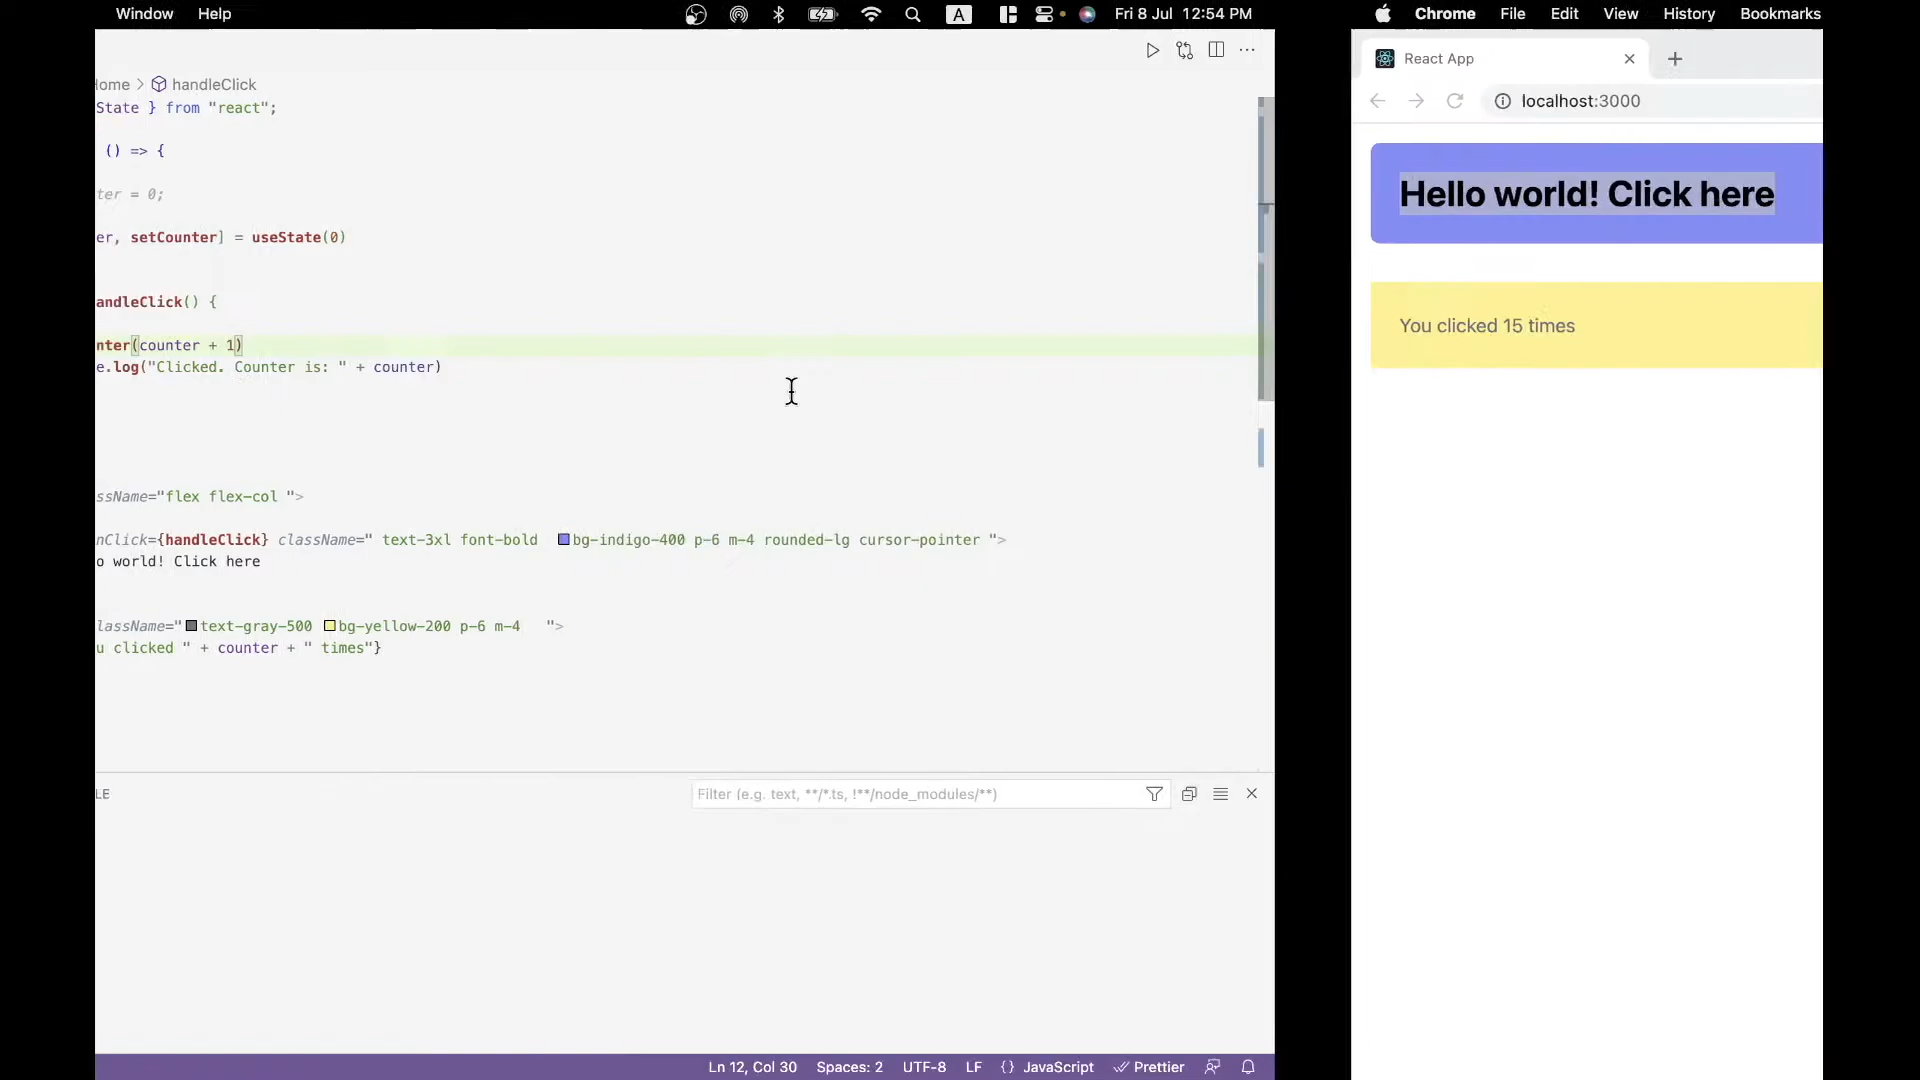 Window Help A Fri 8 Jul 12:54 PM
Home > handleClick
State } from "react";
() => {
ter = 0;
er, setCounter] = useState(0)
andleClick() {
nter(counter + 1)
e.log("Clicked. Counter is: " + counter)
ssName="flex flex-col ">
nClick={handleClick} className=" text-3xl font-bold bg-indigo-400 p-6 m-4 rounded-lg cursor-pointer ">
o world! Click here
lassName=" text-gray-500 bg-yellow-200 p-6 m-4 ">
u clicked " + counter + " times"}
LE
Filter (e.g. text, **/*.ts, !**/node_modules/**)
Ln 12, Col 30 Spaces: 2 UTF-8 LF {} JavaScript Prettier
Chrome File Edit View History Bookmarks
React App
localhost:3000
Hello world! Click here
You clicked 15 times